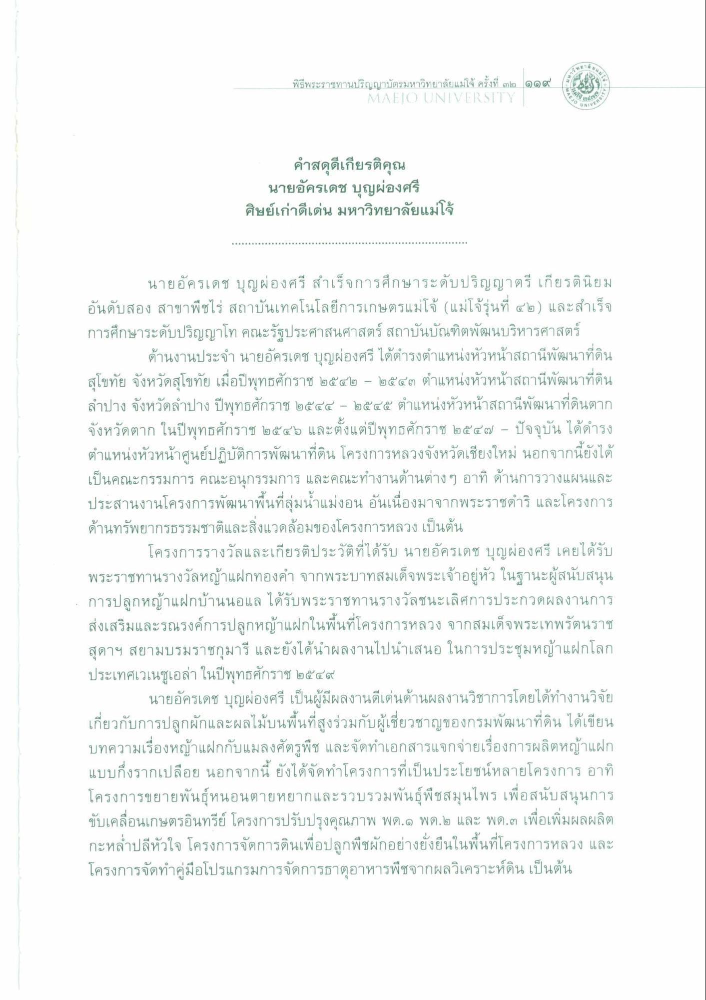 พิธีพระราชทานปริญญาบัตรมหาวิทยาลัยแม่โจ้ ครั้งที่ ๓๒ ๑๑๙
MAEJO UNIVERSITY
มหาวิทยาลัยแม่โจ้
แม่โจ้ ๒๔๗๗
MAEJO UNIVERSITY
คำสดุดีเกียรติคุณ
นายอัครเดช บุญผ่องศรี
ศิษย์เก่าดีเด่น มหาวิทยาลัยแม่โจ้
นายอัครเดช บุญผ่องศรี สำเร็จการศึกษาระดับปริญญาตรี เกียรตินิยม
อันดับสอง สาขาพืชไร่ สถาบันเทคโนโลยีการเกษตรแม่โจ้ (แม่โจ้รุ่นที่ ๔๒) และสำเร็จ
การศึกษาระดับปริญญาโท คณะรัฐประศาสนศาสตร์ สถาบันบัณฑิตพัฒนบริหารศาสตร์
ด้านงานประจำ นายอัครเดช บุญผ่องศรี ได้ดำรงตำแหน่งหัวหน้าสถานีพัฒนาที่ดิน
สุโขทัย จังหวัดสุโขทัย เมื่อปีพุทธศักราช ๒๕๔๒ – ๒๕๔๓ ตำแหน่งหัวหน้าสถานีพัฒนาที่ดิน
ลำปาง จังหวัดลำปาง ปีพุทธศักราช ๒๕๔๔ – ๒๕๔๕ ตำแหน่งหัวหน้าสถานีพัฒนาที่ดินตาก
จังหวัดตาก ในปีพุทธศักราช ๒๕๔๖ และตั้งแต่ปีพุทธศักราช ๒๕๔๗ – ปัจจุบัน ได้ดำรง
ตำแหน่งหัวหน้าศูนย์ปฏิบัติการพัฒนาที่ดิน โครงการหลวงจังหวัดเชียงใหม่ นอกจากนี้ยังได้
เป็นคณะกรรมการ คณะอนุกรรมการ และคณะทำงานด้านต่างๆ อาทิ ด้านการวางแผนและ
ประสานงานโครงการพัฒนาพื้นที่ลุ่มน้ำแม่งอน อันเนื่องมาจากพระราชดำริ และโครงการ
ด้านทรัพยากรธรรมชาติและสิ่งแวดล้อมของโครงการหลวง เป็นต้น
โครงการรางวัลและเกียรติประวัติที่ได้รับ นายอัครเดช บุญผ่องศรี เคยได้รับ
พระราชทานรางวัลหญ้าแฝกทองคำ จากพระบาทสมเด็จพระเจ้าอยู่หัว ในฐานะผู้สนับสนุน
การปลูกหญ้าแฝกบ้านนอแล ได้รับพระราชทานรางวัลชนะเลิศการประกวดผลงานการ
ส่งเสริมและรณรงค์การปลูกหญ้าแฝกในพื้นที่โครงการหลวง จากสมเด็จพระเทพรัตนราช
สุดาฯ สยามบรมราชกุมารี และยังได้นำผลงานไปนำเสนอ ในการประชุมหญ้าแฝกโลก
ประเทศเวเนซูเอล่า ในปีพุทธศักราช ๒๕๔๙
นายอัครเดช บุญผ่องศรี เป็นผู้มีผลงานดีเด่นด้านผลงานวิชาการโดยได้ทำงานวิจัย
เกี่ยวกับการปลูกผักและผลไม้บนพื้นที่สูงร่วมกับผู้เชี่ยวชาญของกรมพัฒนาที่ดิน ได้เขียน
บทความเรื่องหญ้าแฝกกับแมลงศัตรูพืช และจัดทำเอกสารแจกจ่ายเรื่องการผลิตหญ้าแฝก
แบบกึ่งรากเปลือย นอกจากนี้ ยังได้จัดทำโครงการที่เป็นประโยชน์หลายโครงการ อาทิ
โครงการขยายพันธุ์หนอนตายหยากและรวบรวมพันธุ์พืชสมุนไพร เพื่อสนับสนุนการ
ขับเคลื่อนเกษตรอินทรีย์ โครงการปรับปรุงคุณภาพ พด.๑ พด.๒ และ พด.๓ เพื่อเพิ่มผลผลิต
กะหล่ำปลีหัวใจ โครงการจัดการดินเพื่อปลูกพืชผักอย่างยั่งยืนในพื้นที่โครงการหลวง และ
โครงการจัดทำคู่มือโปรแกรมการจัดการธาตุอาหารพืชจากผลวิเคราะห์ดิน เป็นต้น